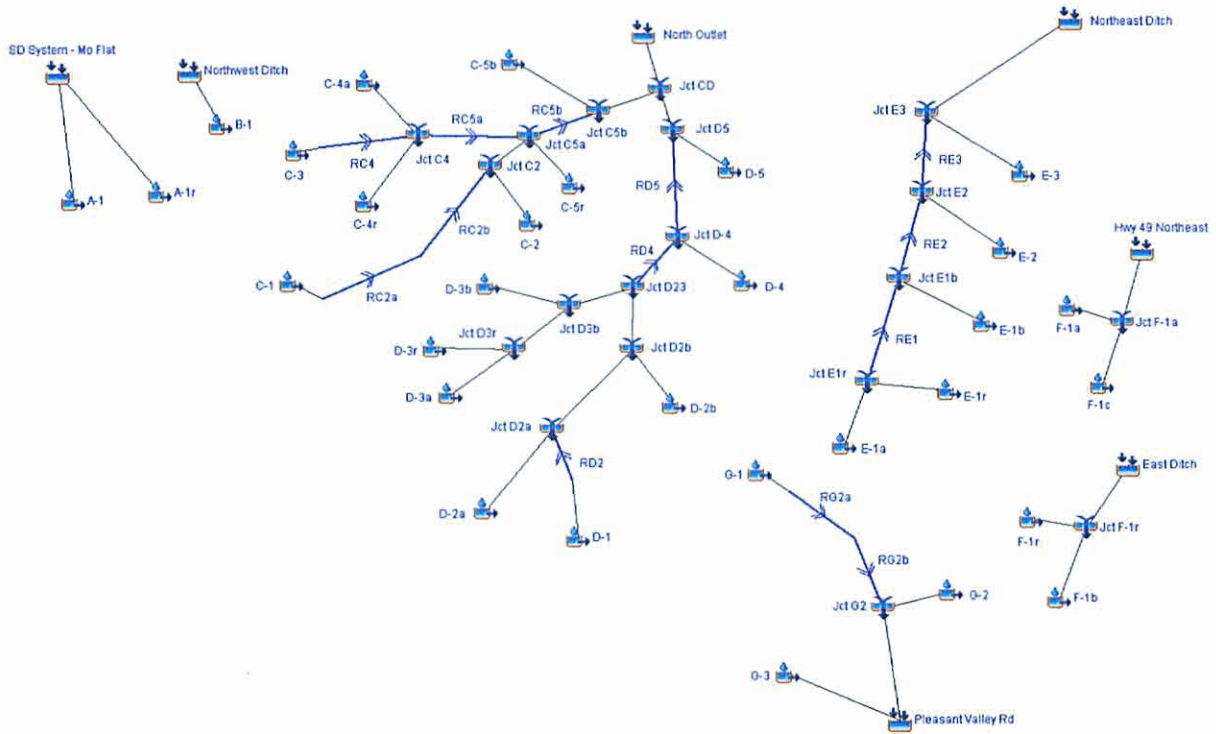 Northeast Ditch
North Outlet
SD System - Mo Flat
Northwest Ditch
C-5b
C-4a
Jct CD
RC5b
Jct E3
RC5a
Jct C5b
Jct D5
B-1
Jct C5a
RC4
Jct C4
Jct C2
RE3
C-3
D-5
E-3
A-1r
C-5r
RD5
Jct E2
A-1
C-4r
C-2
Hwy 49 Northeast
RC2b
Jct D-4
RE2
E-2
RD4
C-1
RC2a
D-3b
Jct D23
D-4
Jct E1b
Jct D3b
E-1b
F-1a
Jct F-1a
Jct D3r
RE1
D-3r
Jct D2b
Jct E1r
F-1c
D-3a
E-1r
D-2b
Jct D2a
E-1a
RD2
G-1
East Ditch
RG2a
D-2a
F-1r
Jct F-1r
D-1
RG2b
G-2
Jct G2
F-1b
G-3
Pleasant Valley Rd